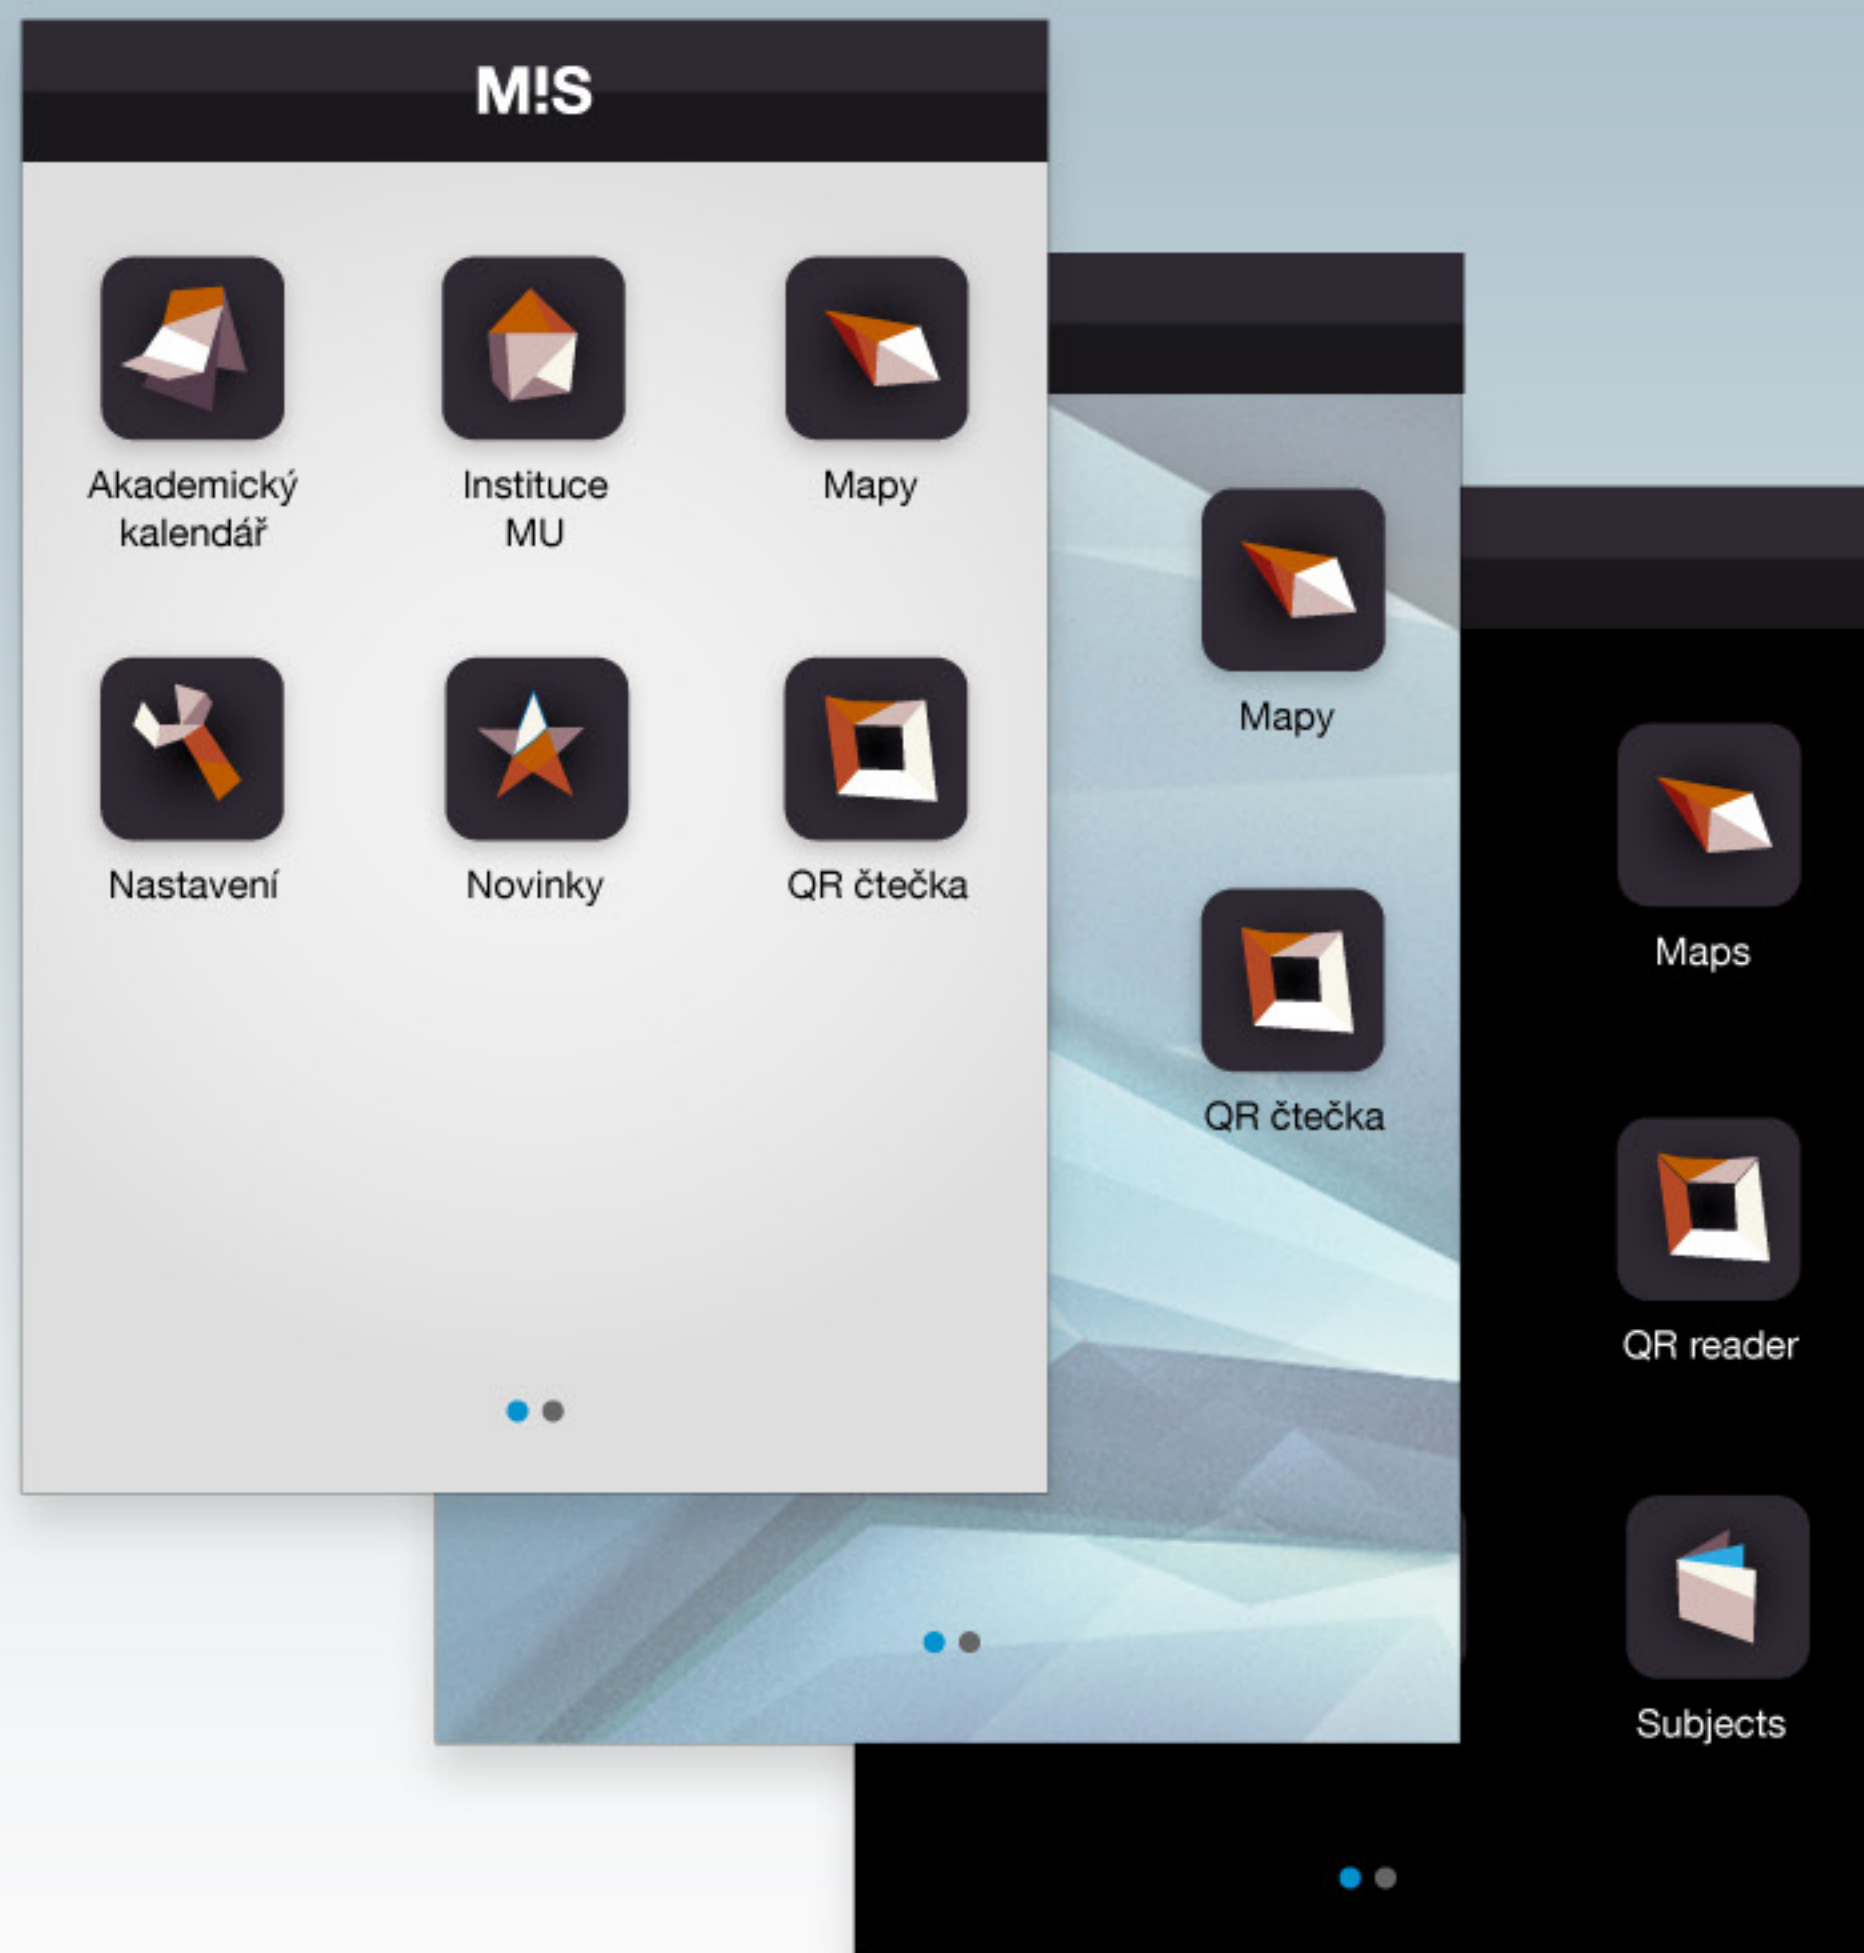 M!S
Akademický
kalendář
Instituce
MU
Mapy
Nastavení
Novinky
QR čtečka
Mapy
QR čtečka
Maps
QR reader
Subjects